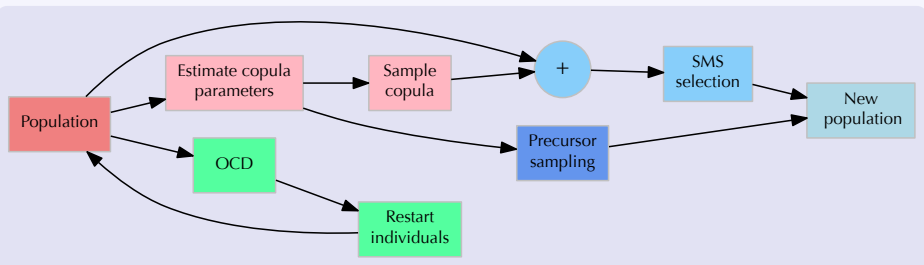 Population
Estimate copula
parameters
Sample
copula
+
SMS
selection
New
population
Precursor
sampling
OCD
Restart
individuals